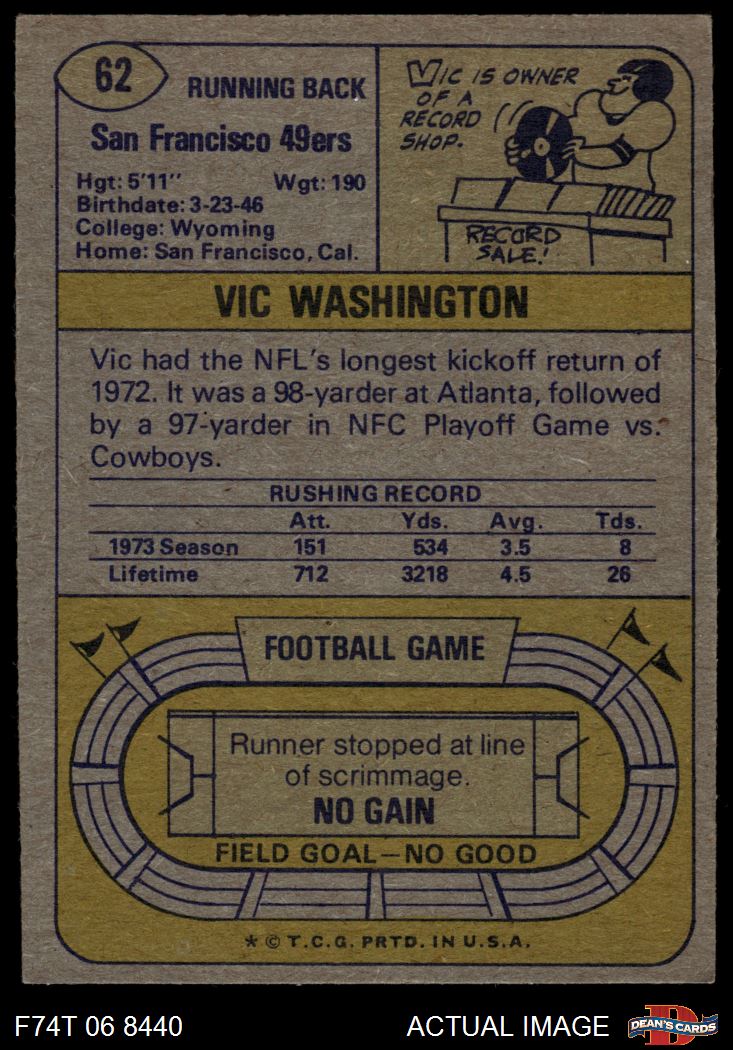 62
RUNNING BACK
San Francisco 49ers
Hgt: 5'11" Wgt: 190
Birthdate: 3-23-46
College: Wyoming
Home: San Francisco, Cal.
VIC IS OWNER
OF A
RECORD
SHOP.
RECORD
SALE!
VIC WASHINGTON
Vic had the NFL's longest kickoff return of
1972. It was a 98-yarder at Atlanta, followed
by a 97-yarder in NFC Playoff Game vs.
Cowboys.
RUSHING RECORD
Att. Yds. Avg. Tds.
1973 Season 151 534 3.5 8
Lifetime 712 3218 4.5 26
FOOTBALL GAME
Runner stopped at line
of scrimmage.
NO GAIN
FIELD GOAL—NO GOOD
* © T.C.G. PRTD. IN U.S.A.
F74T 06 8440 ACTUAL IMAGE
D
DEAN'S CARDS